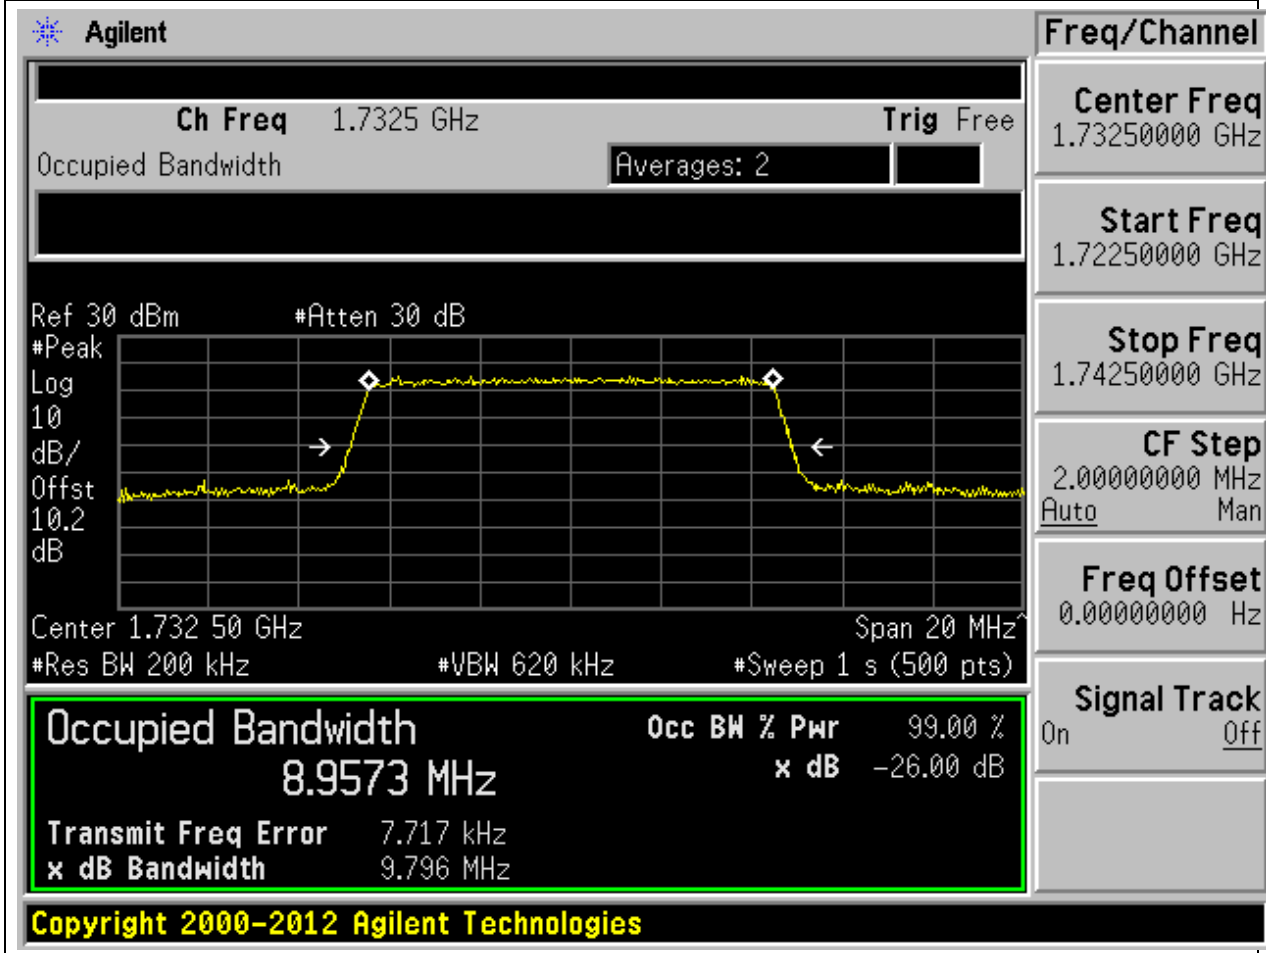 Agilent
Freq/Channel
Ch Freq 1.7325 GHz Trig Free
Occupied Bandwidth Averages: 2
Center Freq
1.73250000 GHz
Start Freq
1.72250000 GHz
Stop Freq
1.74250000 GHz
CF Step
2.00000000 MHz
Auto Man
Freq Offset
0.00000000 Hz
Signal Track
On Off
Ref 30 dBm #Atten 30 dB
#Peak
Log
10
dB/
Offst
10.2
dB
Center 1.732 50 GHz Span 20 MHz^
#Res BW 200 kHz #VBW 620 kHz #Sweep 1 s (500 pts)
Occupied Bandwidth Occ BW % Pwr 99.00 %
8.9573 MHz x dB -26.00 dB
Transmit Freq Error 7.717 kHz
x dB Bandwidth 9.796 MHz
Copyright 2000-2012 Agilent Technologies